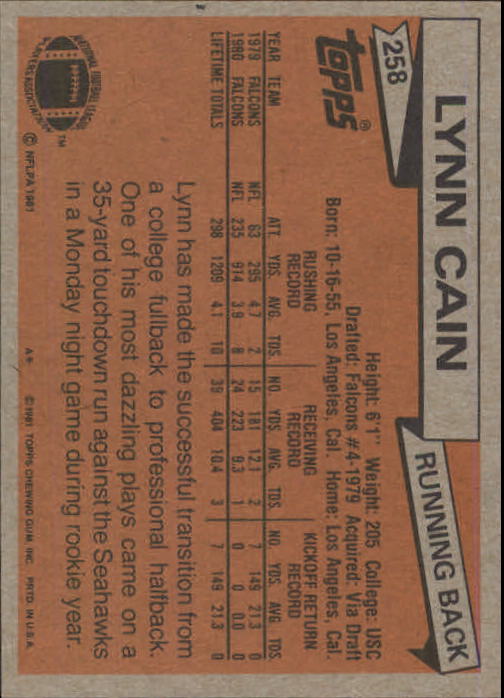 258
LYNN CAIN
RUNNING BACK
TOPPS®
Height: 6'1" Weight: 205 College: USC
Drafted: Falcons #4-1979 Acquired: Via Draft
Born: 10-16-55, Los Angeles, Cal. Home: Los Angeles, Cal.
RUSHING RECORD RECEIVING RECORD KICKOFF RETURN RECORD
YEAR TEAM ATT. YDS. AVG. TDS. NO. YDS. AVG. TDS. NO. YDS. AVG. TDS.
1979 FALCONS NFL 63 295 4.7 2 15 181 12.1 2 7 149 21.3 0
1980 FALCONS NFL 235 914 3.9 8 24 223 9.3 1 0 0 0.0 0
LIFETIME TOTALS 298 1209 4.1 10 39 404 10.4 3 7 149 21.3 0
Lynn has made the successful transition from
a college fullback to professional halfback.
One of his most dazzling plays came on a
35-yard touchdown run against the Seahawks
in a Monday night game during rookie year.
NATIONAL FOOTBALL LEAGUE
PLAYERS ASSOCIATION
TM
© NFLPA 1981
A* ©1981 TOPPS CHEWING GUM, INC. PRTD. IN U.S.A.